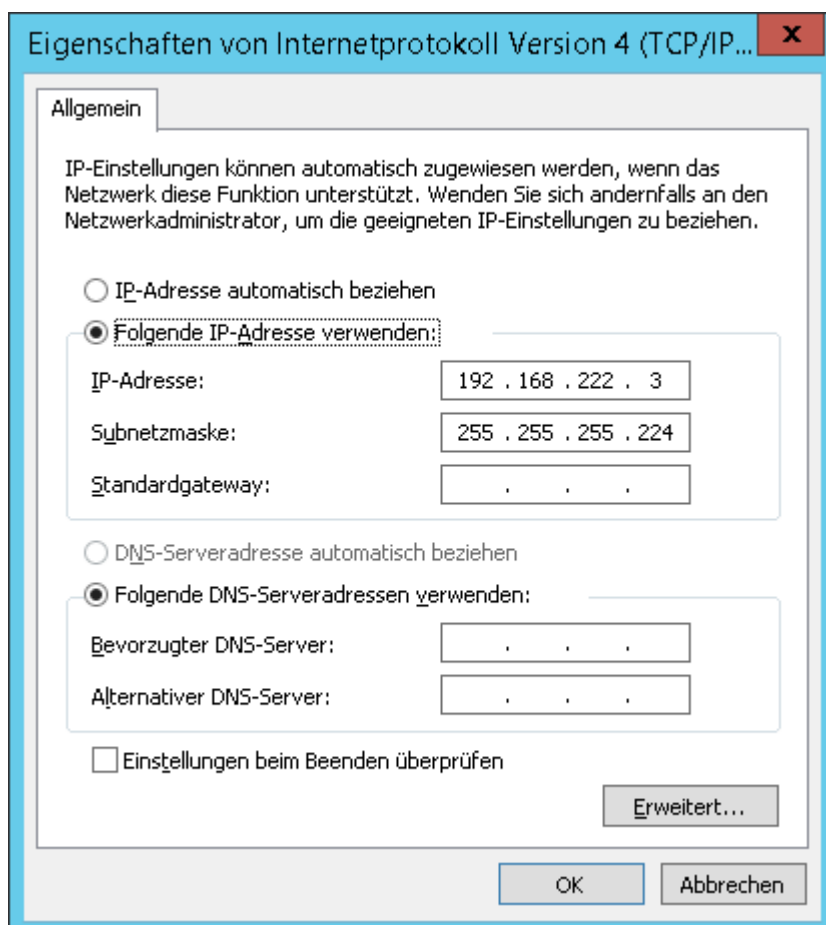 Eigenschaften von Internetprotokoll Version 4 (TCP/IP... x
Allgemein
IP-Einstellungen können automatisch zugewiesen werden, wenn das
Netzwerk diese Funktion unterstützt. Wenden Sie sich andernfalls an den
Netzwerkadministrator, um die geeigneten IP-Einstellungen zu beziehen.
IP-Adresse automatisch beziehen
Folgende IP-Adresse verwenden:
IP-Adresse: 192 . 168 . 222 . 3
Subnetzmaske: 255 . 255 . 255 . 224
Standardgateway: . . .
DNS-Serveradresse automatisch beziehen
Folgende DNS-Serveradressen verwenden:
Bevorzugter DNS-Server: . . .
Alternativer DNS-Server: . . .
Einstellungen beim Beenden überprüfen
Erweitert...
OK Abbrechen